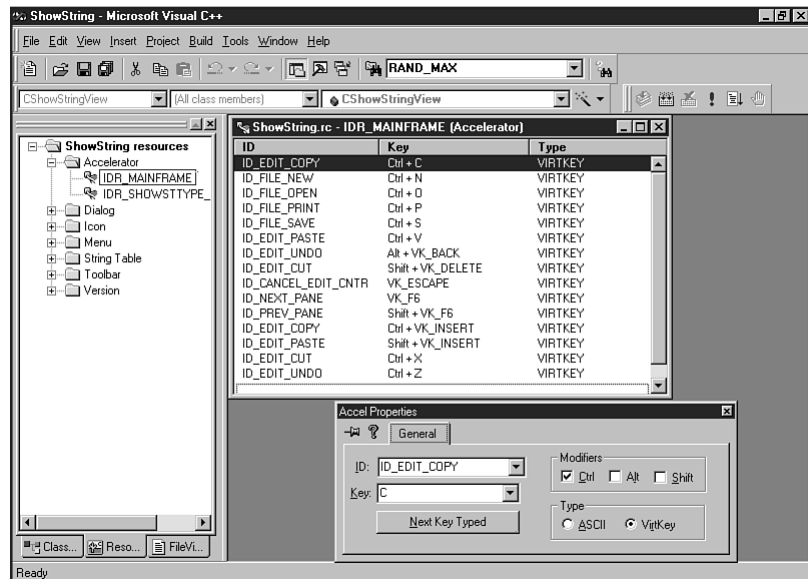 ShowString - Microsoft Visual C++
File Edit View Insert Project Build Tools Window Help
RAND_MAX
CShowStringView [All class members] CShowStringView
ShowString resources
Accelerator
IDR_MAINFRAME
IDR_SHOWSTTYPE_
Dialog
Icon
Menu
String Table
Toolbar
Version
Class... Reso... FileVi...
ShowString.rc - IDR_MAINFRAME (Accelerator)
ID Key Type
ID_EDIT_COPY Ctrl + C VIRTKEY
ID_FILE_NEW Ctrl + N VIRTKEY
ID_FILE_OPEN Ctrl + O VIRTKEY
ID_FILE_PRINT Ctrl + P VIRTKEY
ID_FILE_SAVE Ctrl + S VIRTKEY
ID_EDIT_PASTE Ctrl + V VIRTKEY
ID_EDIT_UNDO Alt + VK_BACK VIRTKEY
ID_EDIT_CUT Shift + VK_DELETE VIRTKEY
ID_CANCEL_EDIT_CNTR VK_ESCAPE VIRTKEY
ID_NEXT_PANE VK_F6 VIRTKEY
ID_PREV_PANE Shift + VK_F6 VIRTKEY
ID_EDIT_COPY Ctrl + VK_INSERT VIRTKEY
ID_EDIT_PASTE Shift + VK_INSERT VIRTKEY
ID_EDIT_CUT Ctrl + X VIRTKEY
ID_EDIT_UNDO Ctrl + Z VIRTKEY
Accel Properties
General
ID: ID_EDIT_COPY
Key: C
Next Key Typed
Modifiers
Ctrl Alt Shift
Type
ASCII VirtKey
Ready